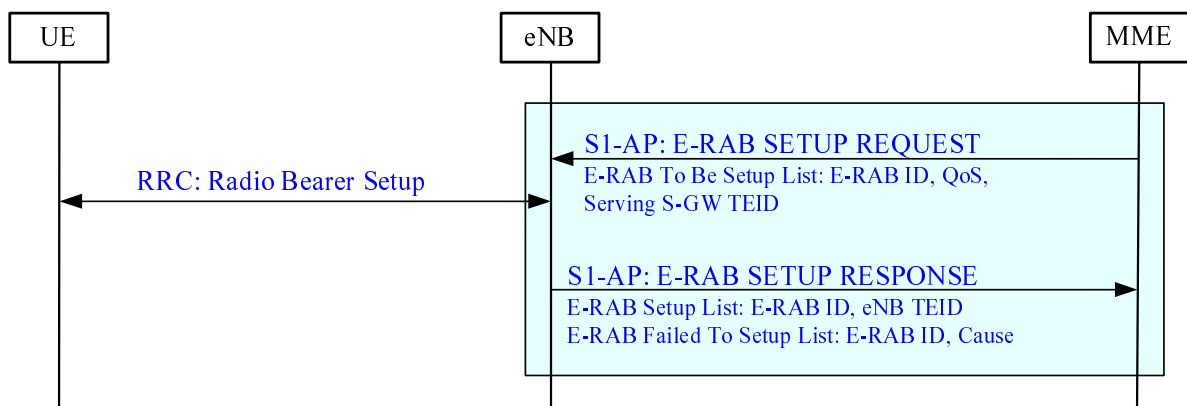 UE
eNB
MME
S1-AP: E-RAB SETUP REQUEST
E-RAB To Be Setup List: E-RAB ID, QoS,
Serving S-GW TEID
RRC: Radio Bearer Setup
S1-AP: E-RAB SETUP RESPONSE
E-RAB Setup List: E-RAB ID, eNB TEID
E-RAB Failed To Setup List: E-RAB ID, Cause